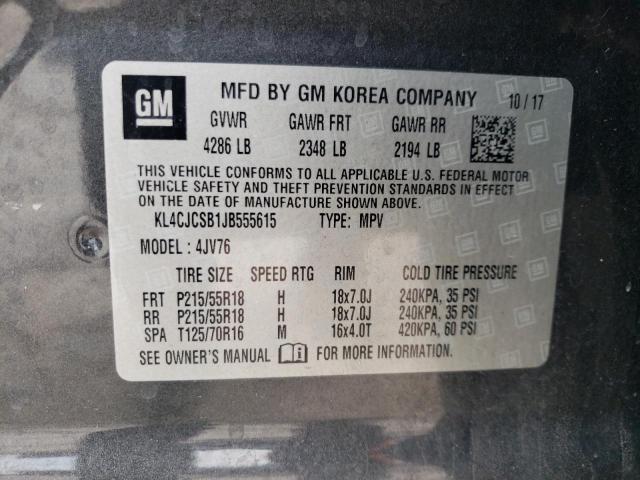 GM MFD BY GM KOREA COMPANY 10 / 17
GVWR GAWR FRT GAWR RR
4286 LB 2348 LB 2194 LB
THIS VEHICLE CONFORMS TO ALL APPLICABLE U.S. FEDERAL MOTOR
VEHICLE SAFETY AND THEFT PREVENTION STANDARDS IN EFFECT
ON THE DATE OF MANUFACTURE SHOWN ABOVE.
KL4CJCSB1JB555615 TYPE: MPV
MODEL : 4JV76
TIRE SIZE SPEED RTG RIM COLD TIRE PRESSURE
FRT P215/55R18 H 18x7.0J 240KPA, 35 PSI
RR P215/55R18 H 18x7.0J 240KPA, 35 PSI
SPA T125/70R16 M 16x4.0T 420KPA, 60 PSI
SEE OWNER'S MANUAL FOR MORE INFORMATION.